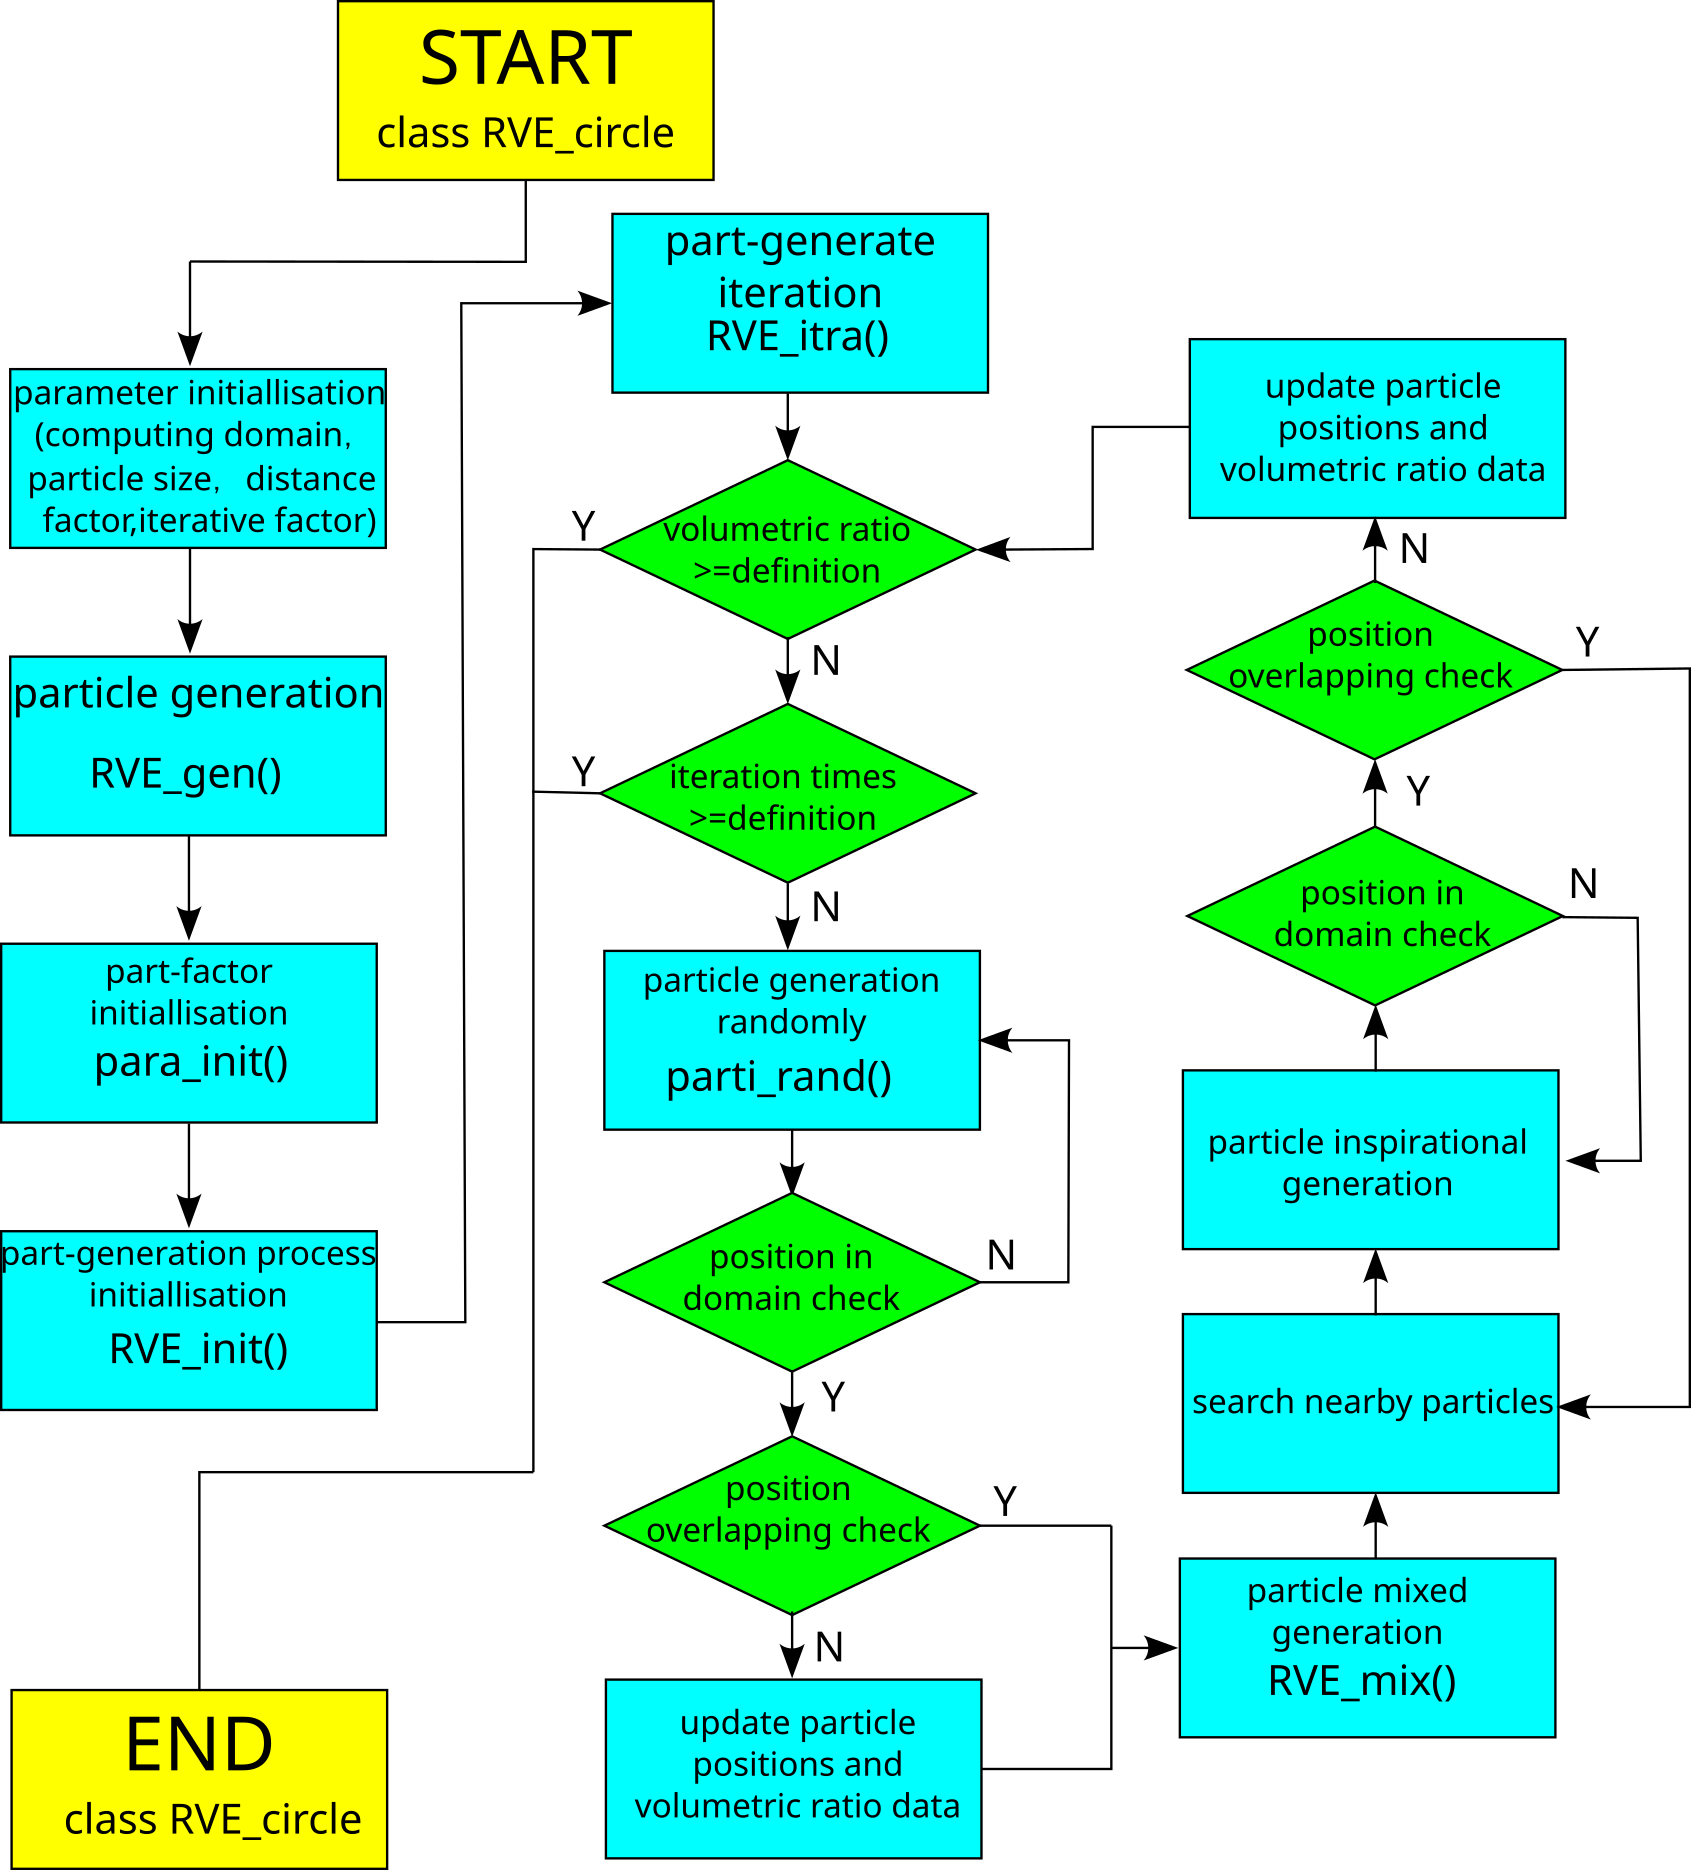 START
class RVE_circle
parameter initiallisation
(computing domain，
particle size， distance
factor,iterative factor)
particle generation
RVE_gen()
part-factor
initiallisation
para_init()
part-generation process
initiallisation
RVE_init()
END
class RVE_circle
part-generate
iteration
RVE_itra()
Y
volumetric ratio
>=definition
N
Y
iteration times
>=definition
N
particle generation
randomly
parti_rand()
position in
domain check
N
Y
position
overlapping check
Y
N
update particle
positions and
volumetric ratio data
update particle
positions and
volumetric ratio data
N
position
overlapping check
Y
Y
position in
domain check
N
particle inspirational
generation
search nearby particles
particle mixed
generation
RVE_mix()